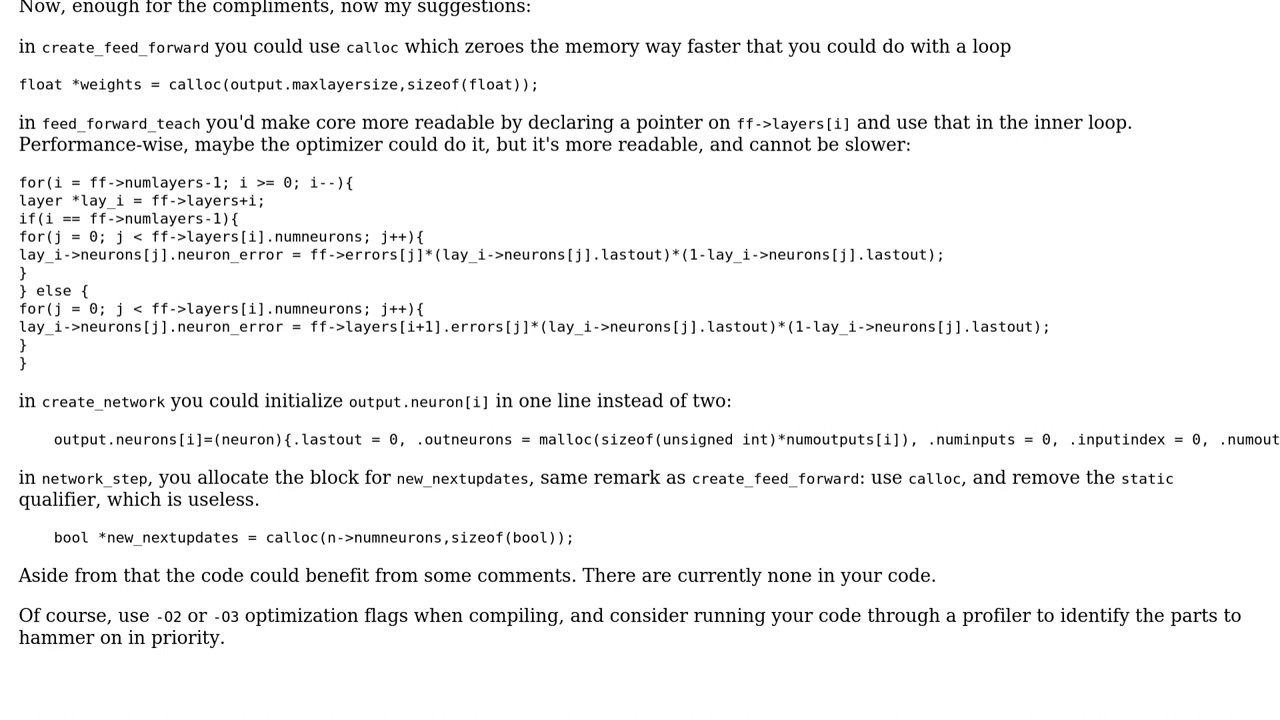 Now, enough for the compliments, now my suggestions:
in create_feed_forward you could use calloc which zeroes the memory way faster that you could do with a loop
float *weights = calloc(output.maxlayersize,sizeof(float));
in feed_forward_teach you'd make core more readable by declaring a pointer on ff->layers[i] and use that in the inner loop.
Performance-wise, maybe the optimizer could do it, but it's more readable, and cannot be slower:
for(i = ff->numlayers-1; i >= 0; i--){
layer *lay_i = ff->layers+i;
if(i == ff->numlayers-1){
for(j = 0; j < ff->layers[i].numneurons; j++){
lay_i->neurons[j].neuron_error = ff->errors[j]*(lay_i->neurons[j].lastout)*(1-lay_i->neurons[j].lastout);
}
} else {
for(j = 0; j < ff->layers[i].numneurons; j++){
lay_i->neurons[j].neuron_error = ff->layers[i+1].errors[j]*(lay_i->neurons[j].lastout)*(1-lay_i->neurons[j].lastout);
}
}
in create_network you could initialize output.neuron[i] in one line instead of two:
output.neurons[i]=(neuron){.lastout = 0, .outneurons = malloc(sizeof(unsigned int)*numoutputs[i]), .numinputs = 0, .inputindex = 0, .numout
in network_step, you allocate the block for new_nextupdates, same remark as create_feed_forward: use calloc, and remove the static
qualifier, which is useless.
bool *new_nextupdates = calloc(n->numneurons,sizeof(bool));
Aside from that the code could benefit from some comments. There are currently none in your code.
Of course, use -O2 or -O3 optimization flags when compiling, and consider running your code through a profiler to identify the parts to
hammer on in priority.